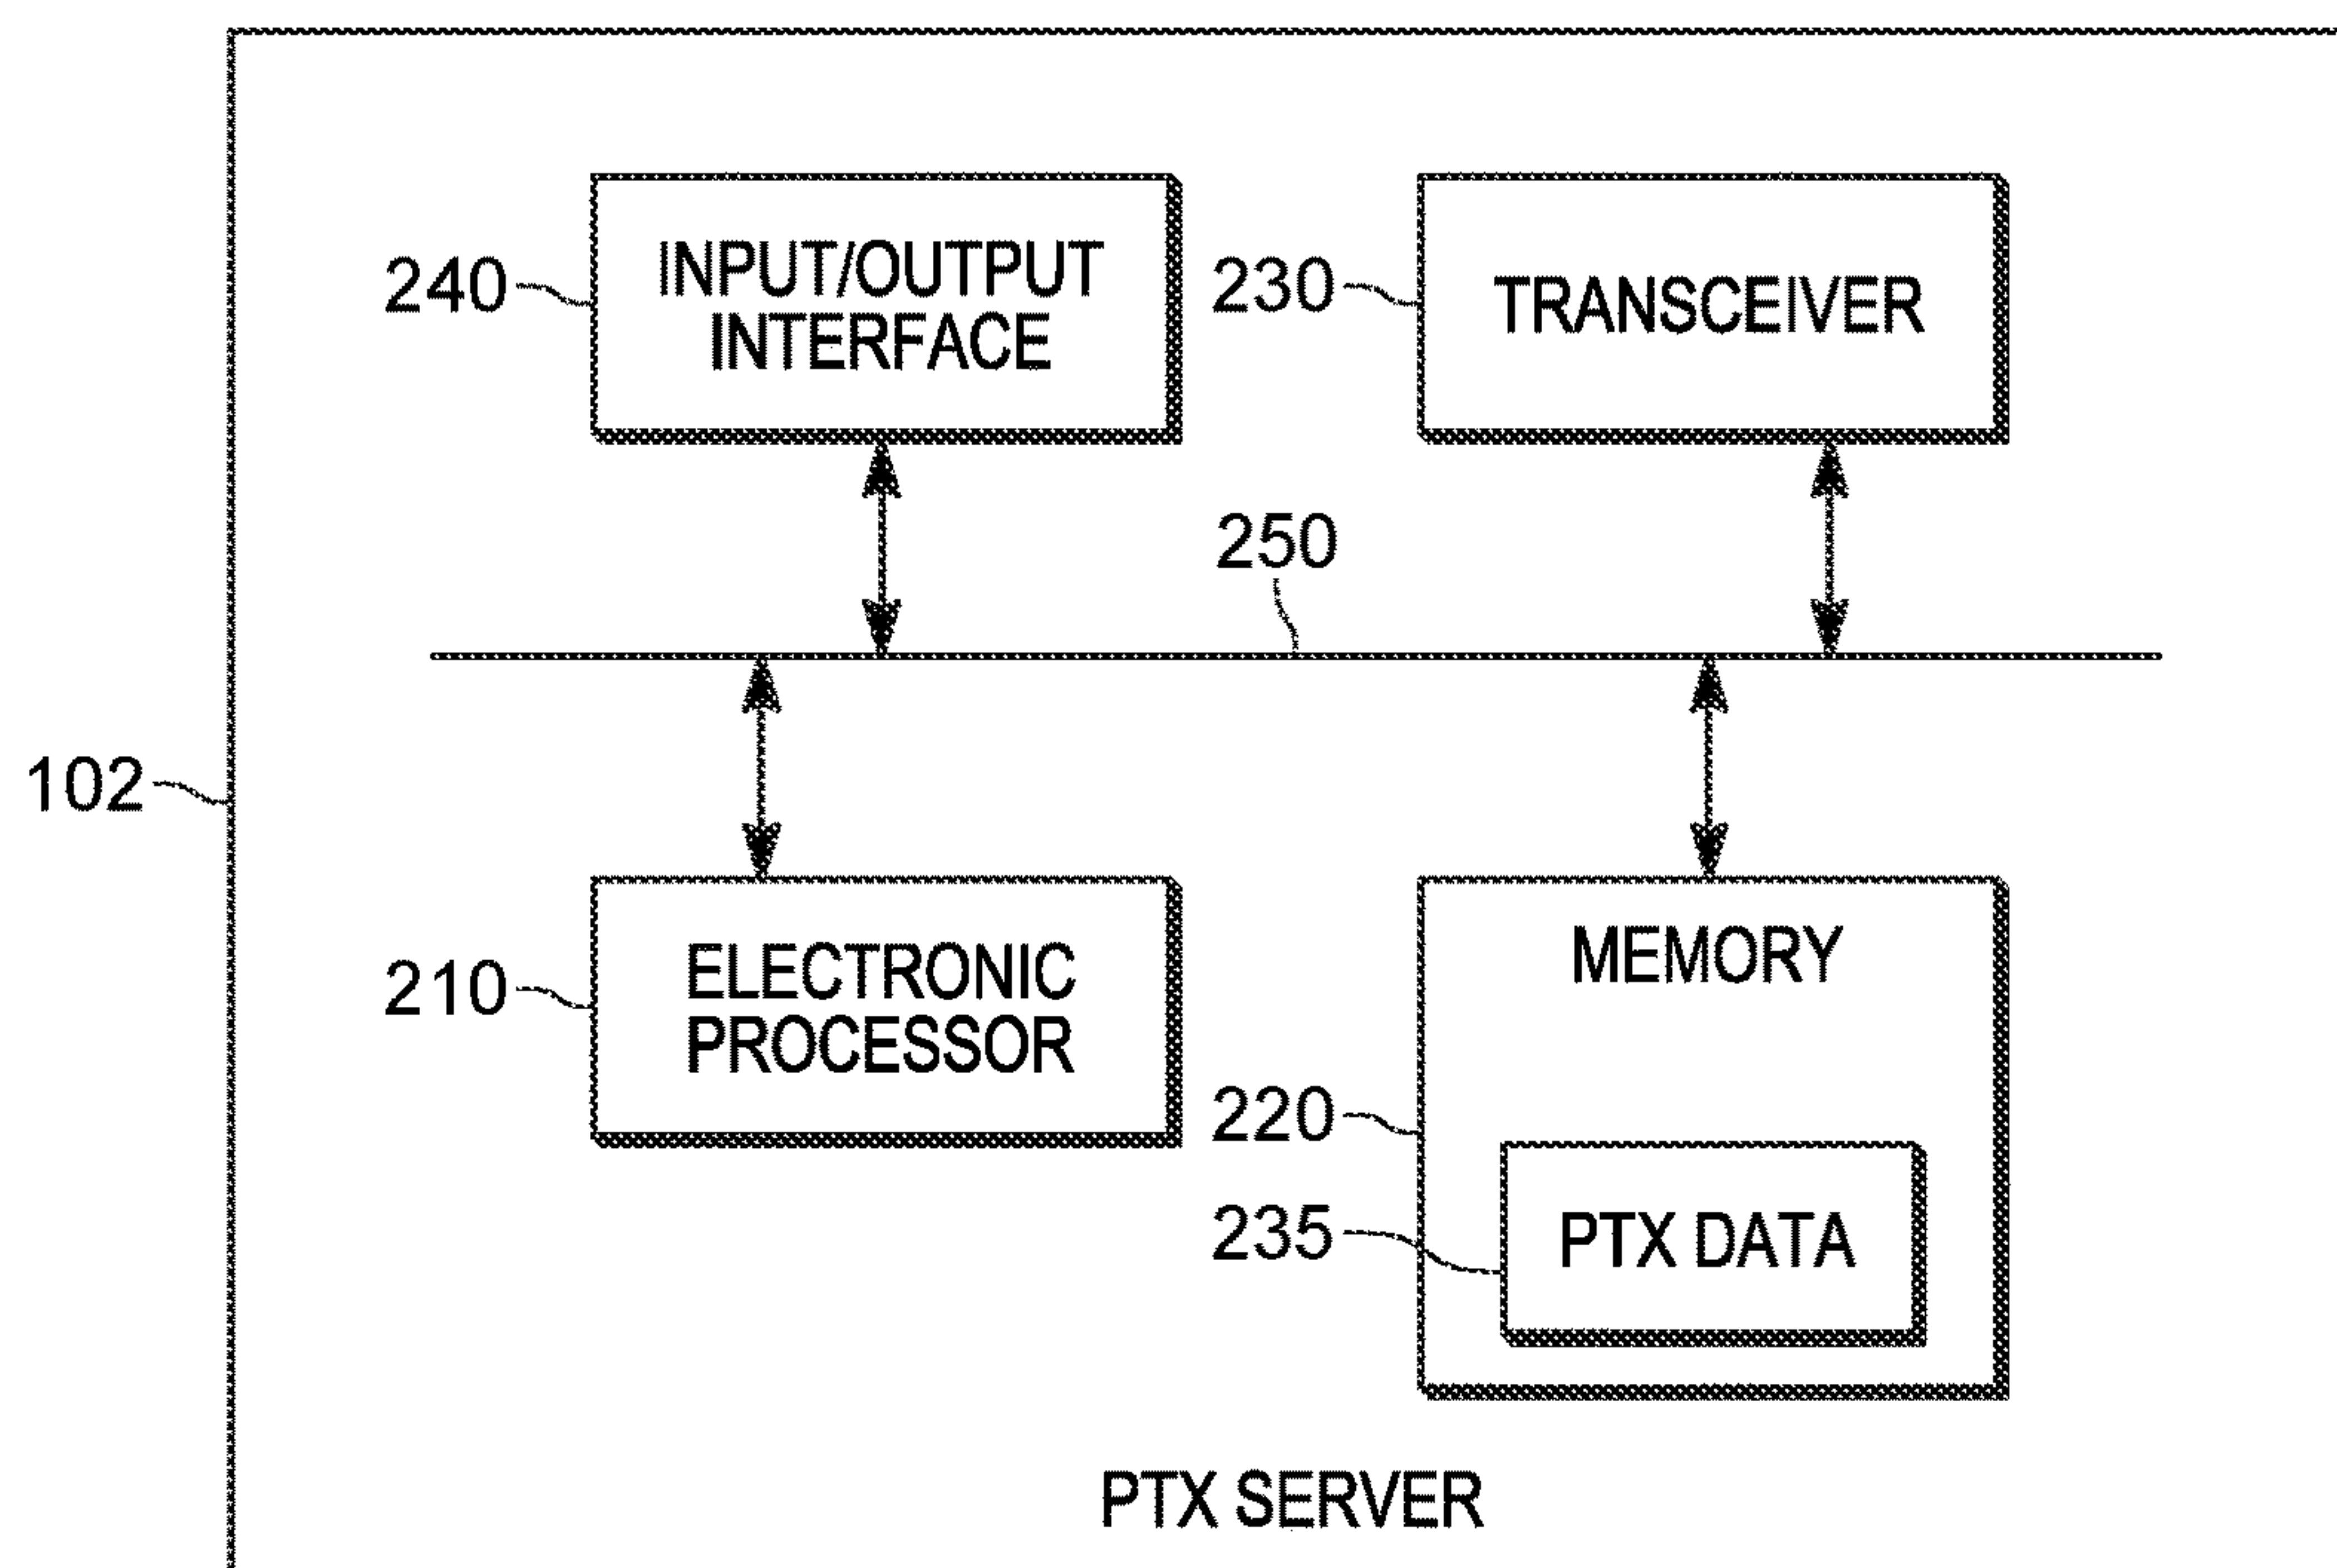 240
INPUT/OUTPUT
INTERFACE
230
TRANSCEIVER
250
102
210
ELECTRONIC
PROCESSOR
MEMORY
220
235
PTX DATA
PTX SERVER